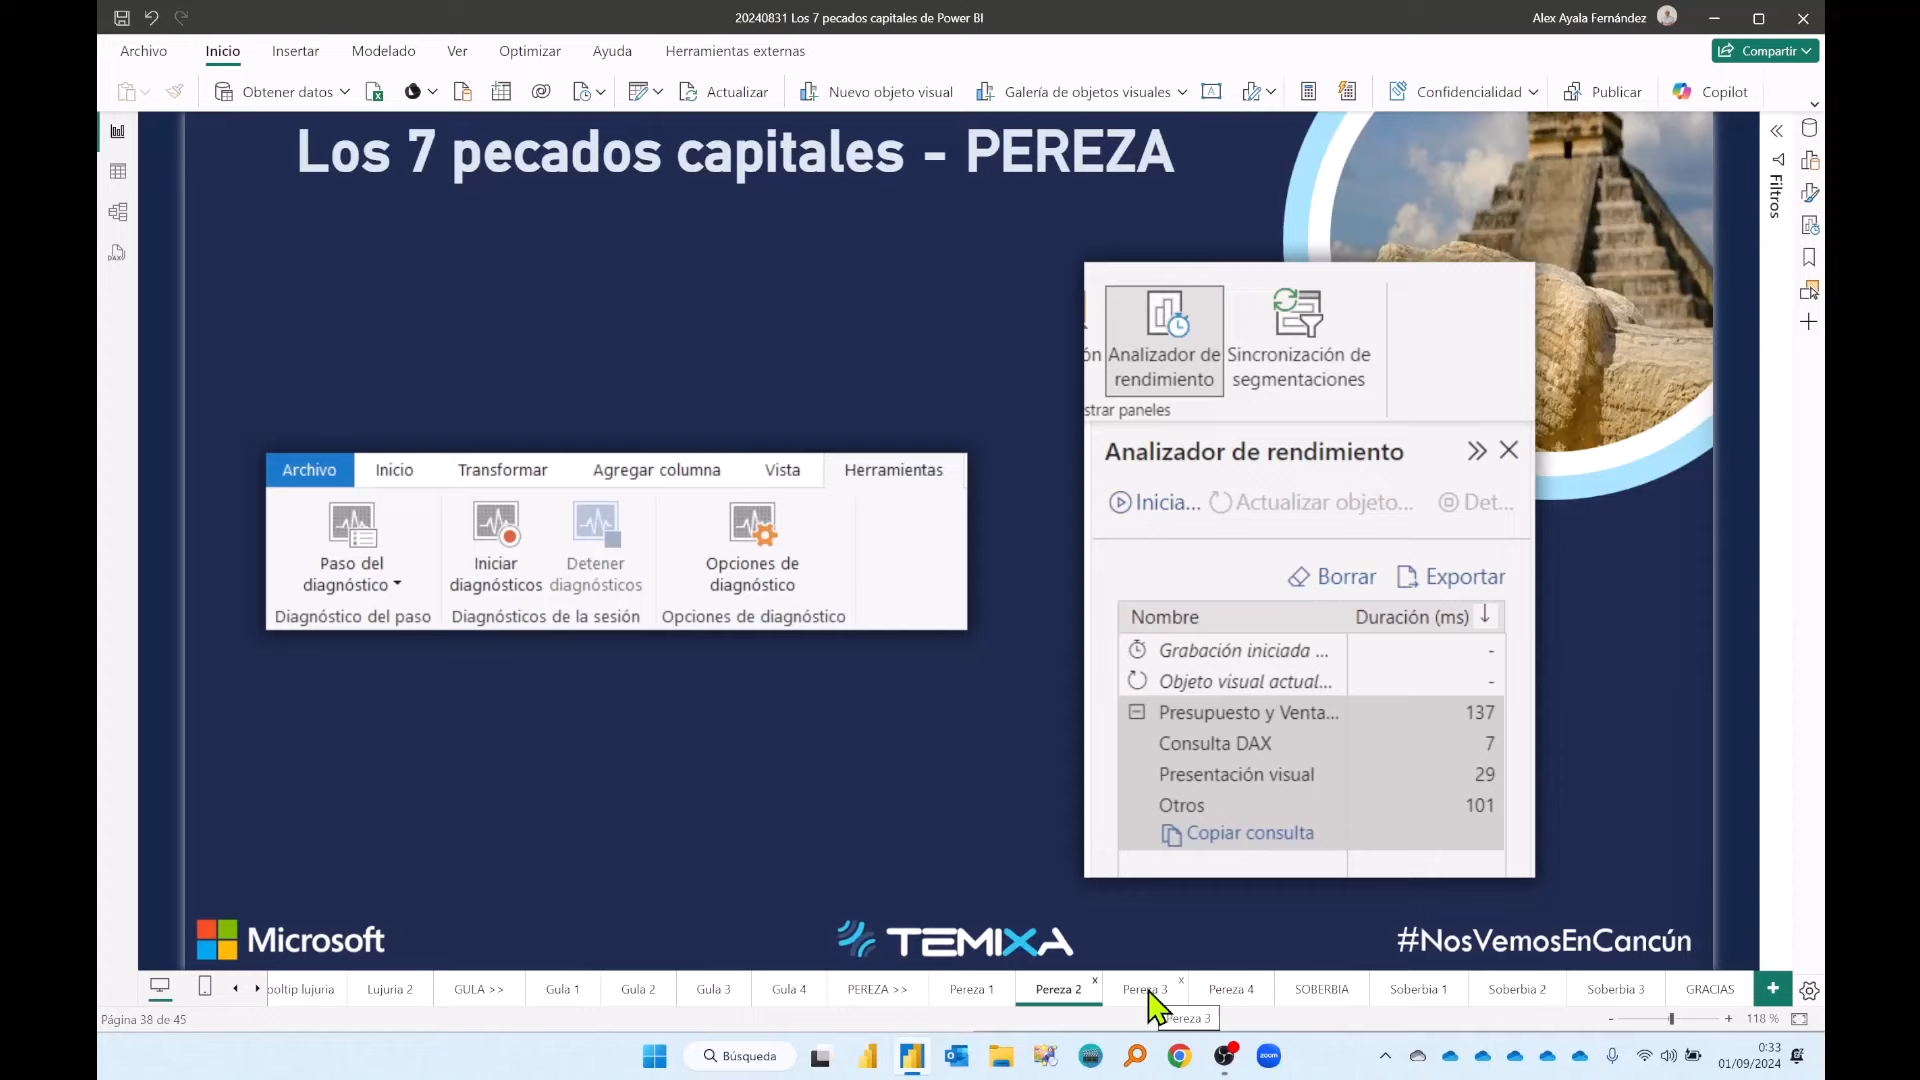 20240831 Los 7 pecados capitales de Power BI
Alex Ayala Fernández
Archivo
Inicio
Insertar
Modelado
Ver
Optimizar
Ayuda
Herramientas externas
Compartir
Obtener datos
Actualizar
Nuevo objeto visual
Galería de objetos visuales
Confidencialidad
Publicar
Copilot
Los 7 pecados capitales - PEREZA
Filtros
Archivo
Inicio
Transformar
Agregar columna
Vista
Herramientas
Paso del
diagnóstico
Iniciar
diagnósticos
Detener
diagnósticos
Opciones de
diagnóstico
Diagnóstico del paso
Diagnósticos de la sesión
Opciones de diagnóstico
ón
Analizador de
rendimiento
Sincronización de
segmentaciones
strar paneles
Analizador de rendimiento
Inicia...
Actualizar objeto...
Det...
Borrar
Exportar
Nombre
Duración (ms)
Grabación iniciada ...
-
Objeto visual actual...
-
Presupuesto y Venta...
137
Consulta DAX
7
Presentación visual
29
Otros
101
Copiar consulta
Microsoft
TEMIXA
#NosVemosEnCancún
ooltip lujuria
Lujuria 2
GULA >>
Gula 1
Gula 2
Gula 3
Gula 4
PEREZA >>
Pereza 1
Pereza 2
x
Pereza 3
x
Pereza 4
SOBERBIA
Soberbia 1
Soberbia 2
Soberbia 3
GRACIAS
Página 38 de 45
Pereza 3
118 %
Búsqueda
zoom
0:33
01/09/2024